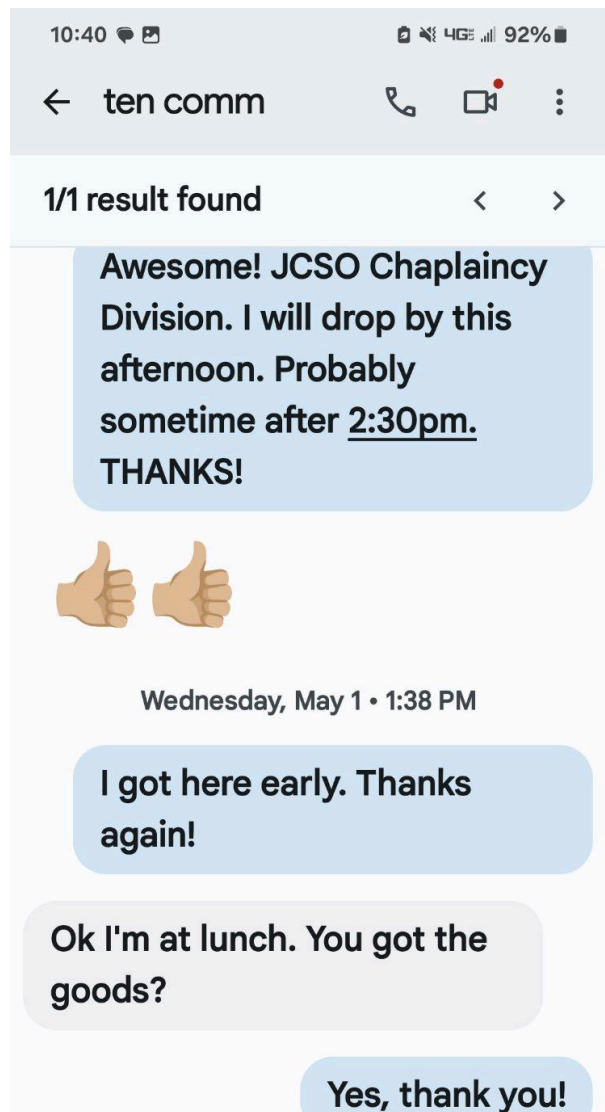 10:40 4G 92%
ten comm
1/1 result found
Awesome! JCSO Chaplaincy
Division. I will drop by this
afternoon. Probably
sometime after 2:30pm.
THANKS!
Wednesday, May 1 • 1:38 PM
I got here early. Thanks
again!
Ok I'm at lunch. You got the
goods?
Yes, thank you!